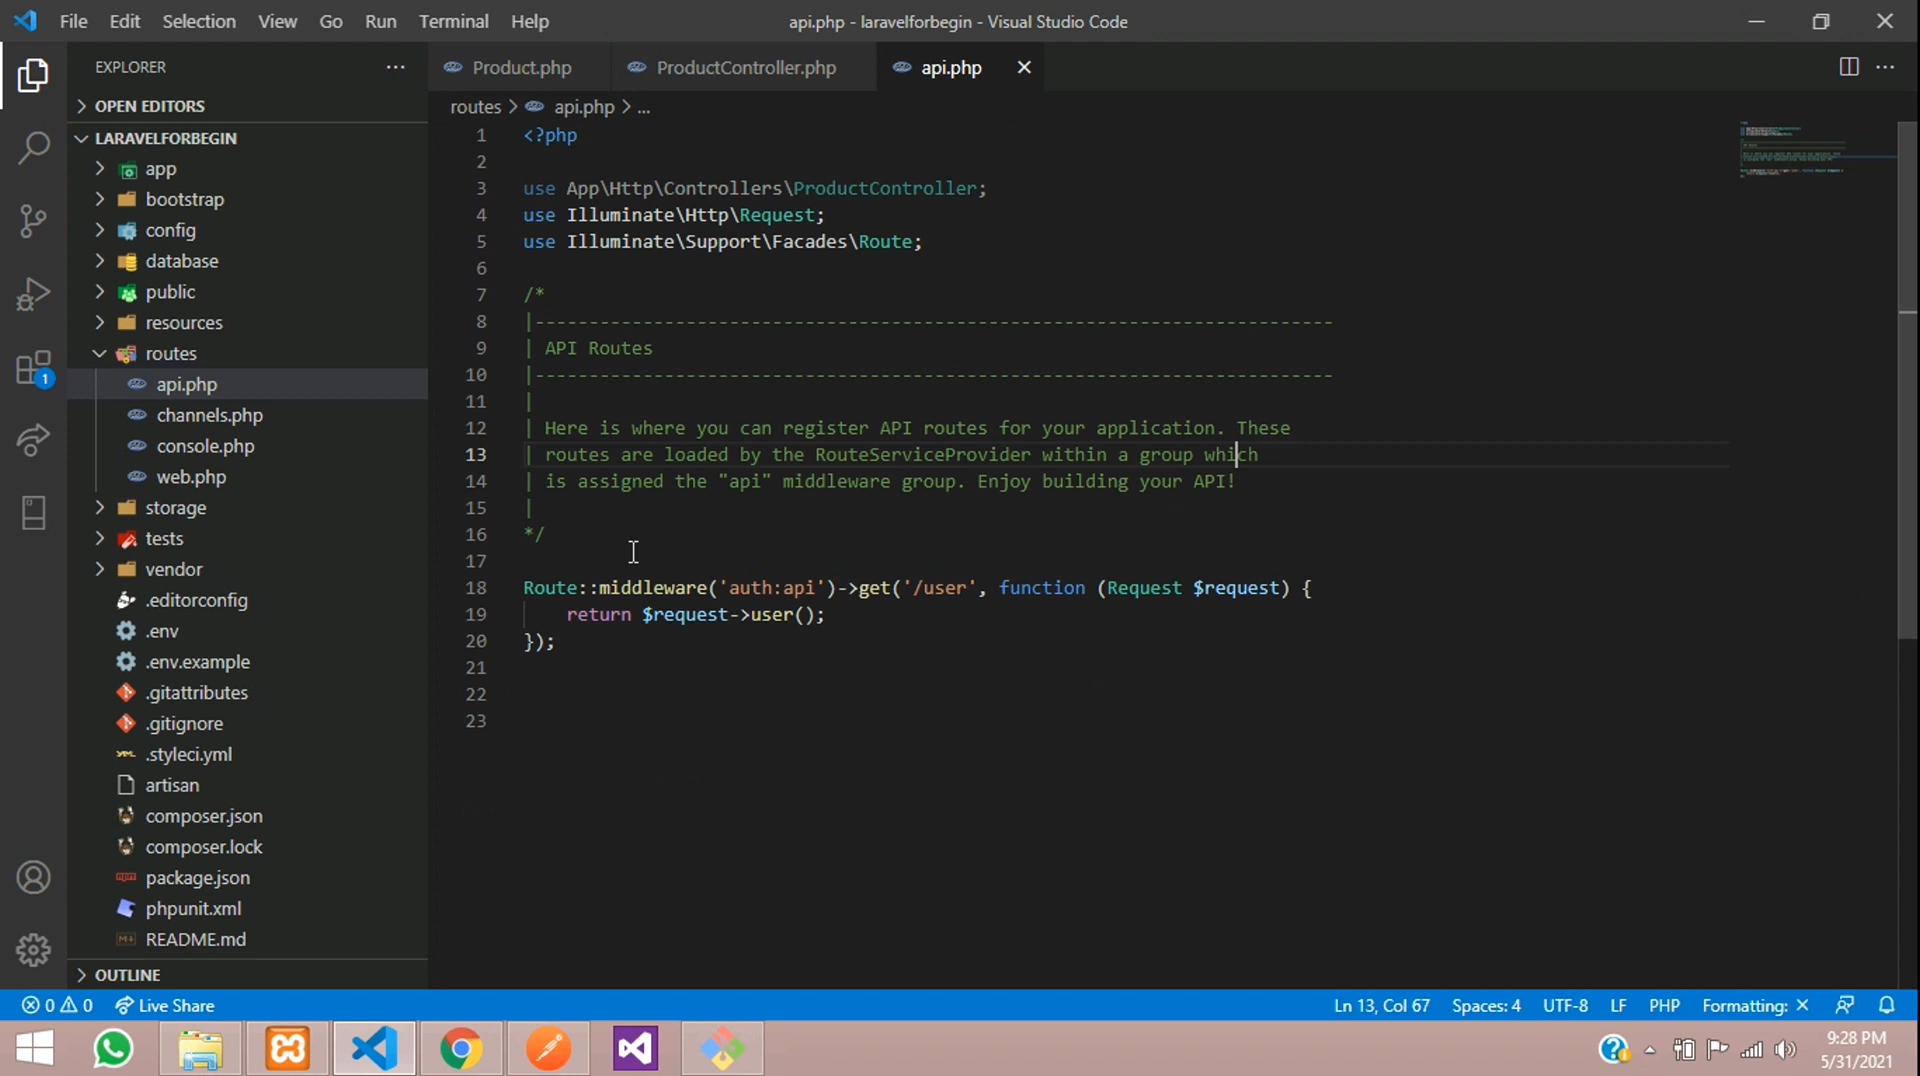 File Edit Selection View Go Run Terminal Help
api.php - laravelforbegin - Visual Studio Code
EXPLORER
OPEN EDITORS
LARAVELFORBEGIN
app
bootstrap
config
database
public
resources
routes
api.php
channels.php
console.php
web.php
storage
tests
vendor
.editorconfig
.env
.env.example
.gitattributes
.gitignore
.styleci.yml
artisan
composer.json
composer.lock
package.json
phpunit.xml
README.md
OUTLINE
1
Product.php ProductController.php api.php
routes > api.php > ...
1 <?php
2
3 use App\Http\Controllers\ProductController;
4 use Illuminate\Http\Request;
5 use Illuminate\Support\Facades\Route;
6
7 /*
8 |--------------------------------------------------------------------------
9 | API Routes
10 |--------------------------------------------------------------------------
11 |
12 | Here is where you can register API routes for your application. These
13 | routes are loaded by the RouteServiceProvider within a group which
14 | is assigned the "api" middleware group. Enjoy building your API!
15 |
16 */
17
18 Route::middleware('auth:api')->get('/user', function (Request $request) {
19 return $request->user();
20 });
21
22
23
0 0 Live Share
Ln 13, Col 67 Spaces: 4 UTF-8 LF PHP Formatting: ×
9:28 PM
5/31/2021